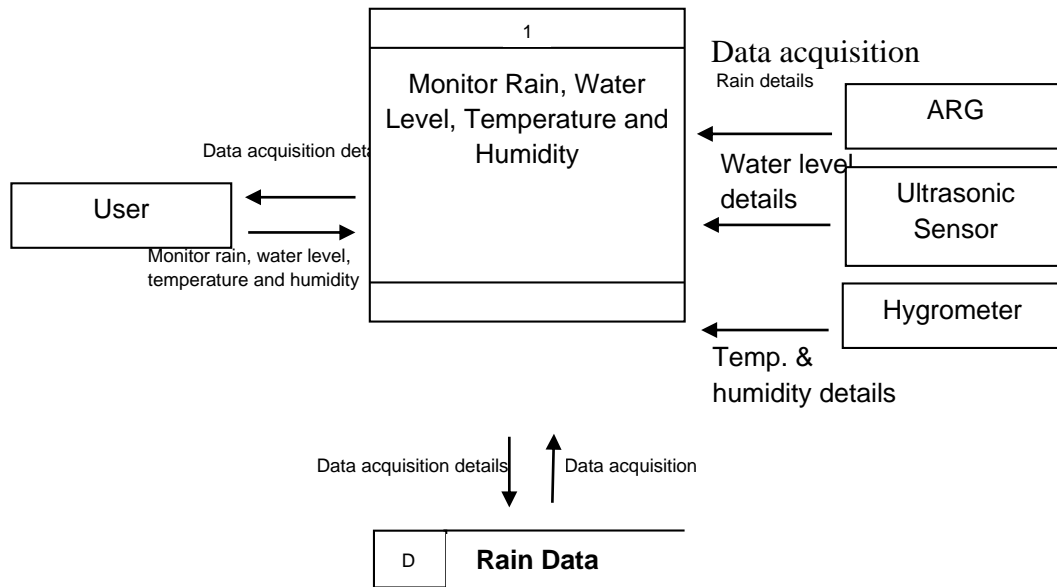 1
Monitor Rain, Water
Level, Temperature and
Humidity
Data acquisition
Rain details
ARG
Water level
details
Ultrasonic
Sensor
Hygrometer
Temp. &
humidity details
Data acquisition deta
User
Monitor rain, water level,
temperature and humidity
Data acquisition details
Data acquisition
D
Rain Data